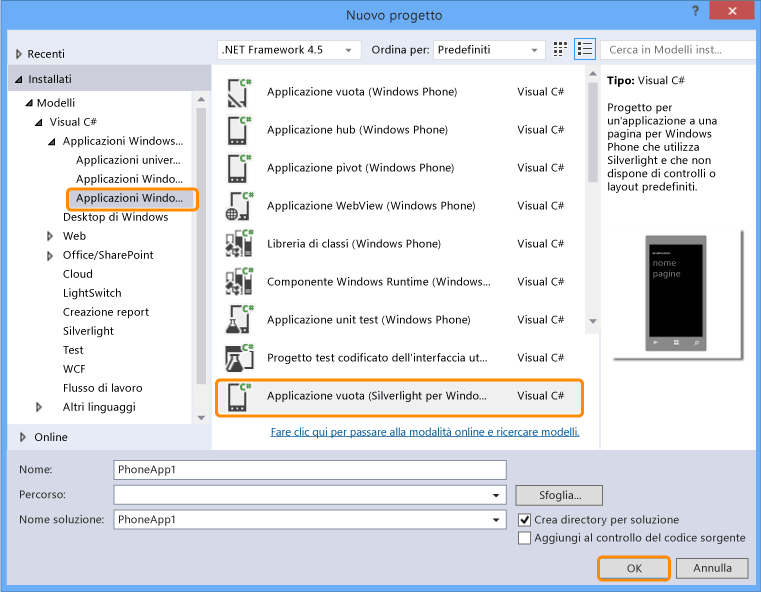 Nuovo progetto
?
Recenti
.NET Framework 4.5
Ordina per:
Predefiniti
Cerca in Modelli inst...
Installati
Modelli
Visual C#
Applicazioni Windows...
Applicazioni univer...
Applicazioni Windo...
Applicazioni Windo...
Desktop di Windows
Web
Office/SharePoint
Cloud
LightSwitch
Creazione report
Silverlight
Test
WCF
Flusso di lavoro
Altri linguaggi
Online
C# Applicazione vuota (Windows Phone) Visual C#
C# Applicazione hub (Windows Phone) Visual C#
C# Applicazione pivot (Windows Phone) Visual C#
C# Applicazione WebView (Windows Phone) Visual C#
C# Libreria di classi (Windows Phone) Visual C#
C# Componente Windows Runtime (Windows... Visual C#
C# Applicazione unit test (Windows Phone) Visual C#
C# Progetto test codificato dell'interfaccia ut... Visual C#
C# Applicazione vuota (Silverlight per Windo... Visual C#
Fare clic qui per passare alla modalità online e ricercare modelli.
Tipo: Visual C#
Progetto per
un'applicazione a una
pagina per Windows
Phone che utilizza
Silverlight e che non
dispone di controlli o
layout predefiniti.
nome
pagine
Nome: PhoneApp1
Percorso:
Sfoglia...
Nome soluzione: PhoneApp1
Crea directory per soluzione
Aggiungi al controllo del codice sorgente
OK
Annulla